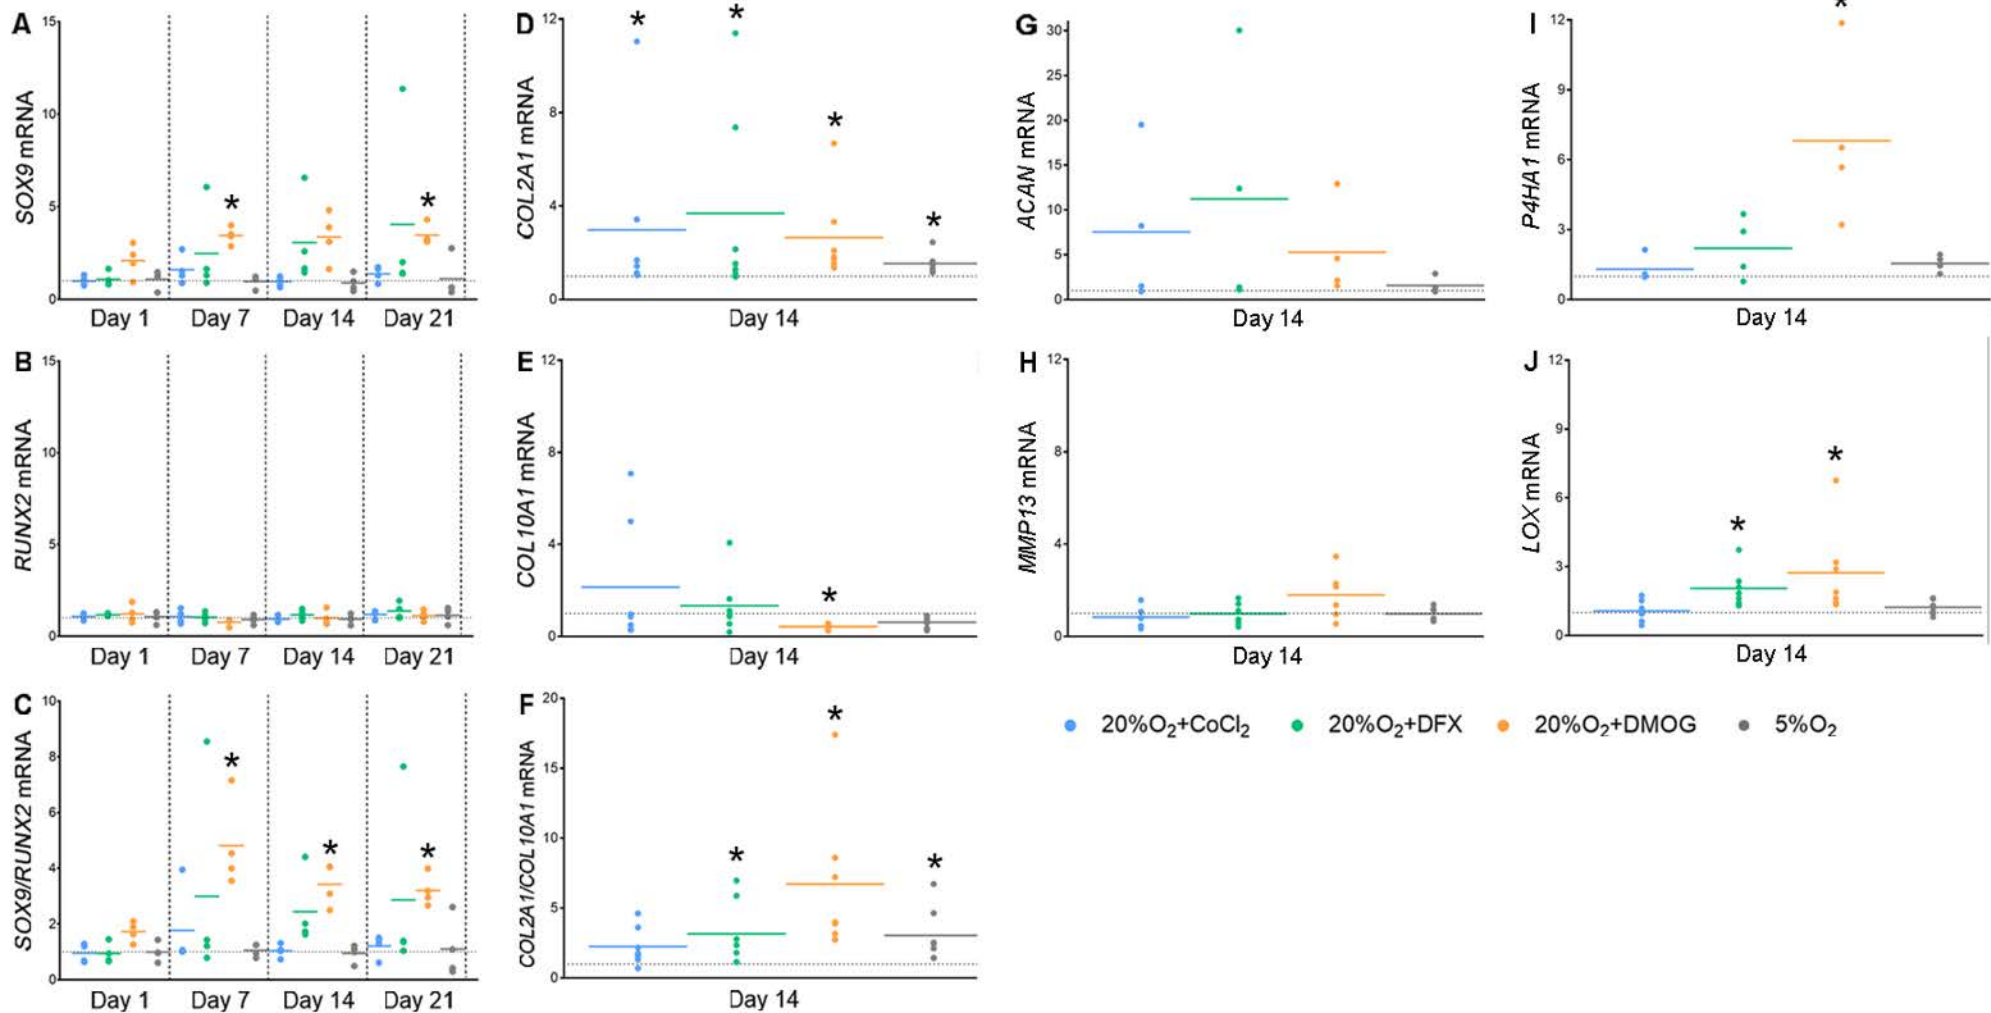 A
SOX9 mRNA
15
10
5
0
Day 1 Day 7 Day 14 Day 21
*
*
B
RUNX2 mRNA
15
10
5
0
Day 1 Day 7 Day 14 Day 21
C
SOX9/RUNX2 mRNA
10
8
6
4
2
0
Day 1 Day 7 Day 14 Day 21
*
*
*
D
COL2A1 mRNA
12
8
4
0
Day 14
*
*
*
*
E
COL10A1 mRNA
12
8
4
0
Day 14
*
F
COL2A1/COL10A1 mRNA
20
15
10
5
0
Day 14
*
*
*
G
ACAN mRNA
30
25
20
15
10
5
0
Day 14
H
MMP13 mRNA
12
8
4
0
Day 14
I
P4HA1 mRNA
12
9
6
3
0
Day 14
*
J
LOX mRNA
12
9
6
3
0
Day 14
*
*
20%O₂+CoCl₂ 20%O₂+DFX 20%O₂+DMOG 5%O₂